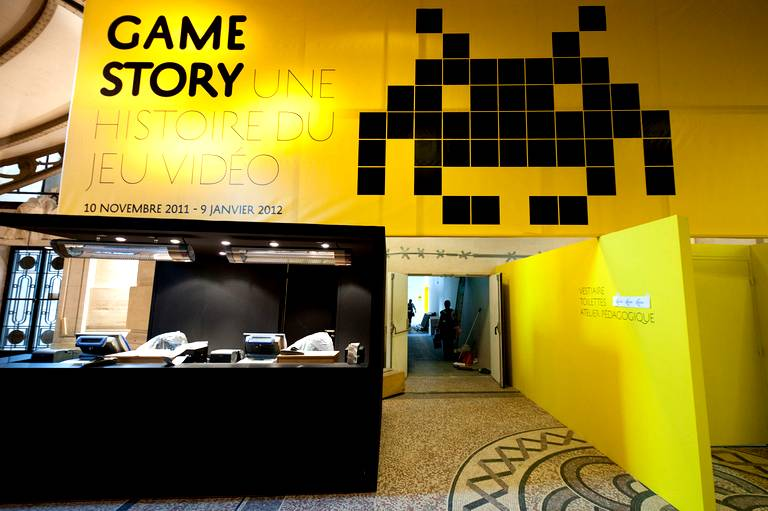 GAME
STORY UNE
HISTOIRE DU
JEU VIDÉO
10 NOVEMBRE 2011 - 9 JANVIER 2012
VESTIAIRE
TOILETTES
ATELIER PÉDAGOGIQUE